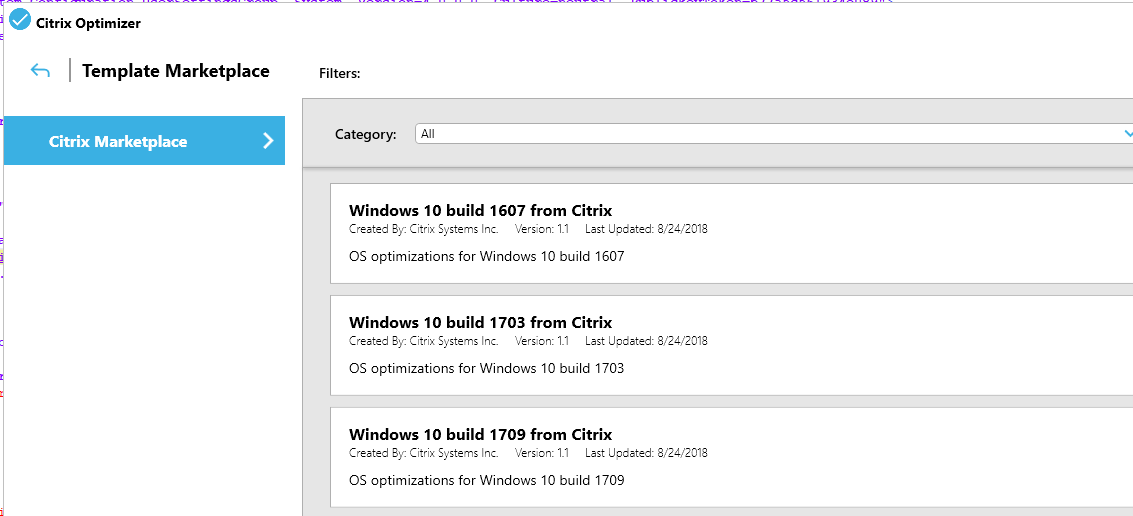 Citrix Optimizer
Template Marketplace
Filters:
Citrix Marketplace
Category:
All
Windows 10 build 1607 from Citrix
Created By: Citrix Systems Inc. Version: 1.1 Last Updated: 8/24/2018
OS optimizations for Windows 10 build 1607
Windows 10 build 1703 from Citrix
Created By: Citrix Systems Inc. Version: 1.1 Last Updated: 8/24/2018
OS optimizations for Windows 10 build 1703
Windows 10 build 1709 from Citrix
Created By: Citrix Systems Inc. Version: 1.1 Last Updated: 8/24/2018
OS optimizations for Windows 10 build 1709